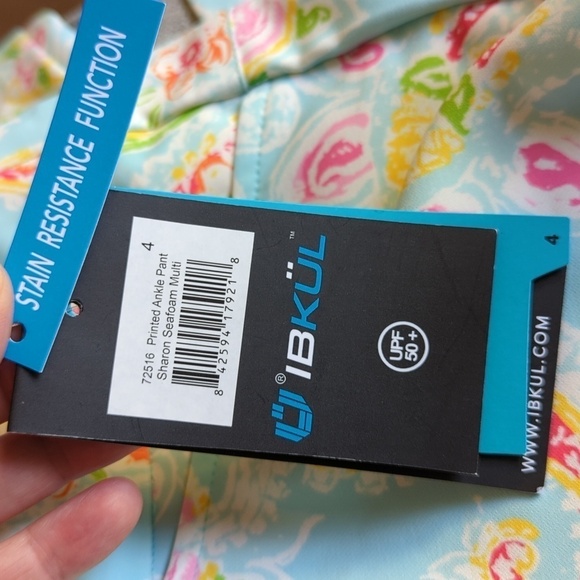 STAIN RESISTANCE FUNCTION
4
72516 Printed Ankle Pant
Sharon Seafoam Multi
8 42594 17921 8
® IBKÜL ™
UPF
50+
4
WWW.IBKUL.COM